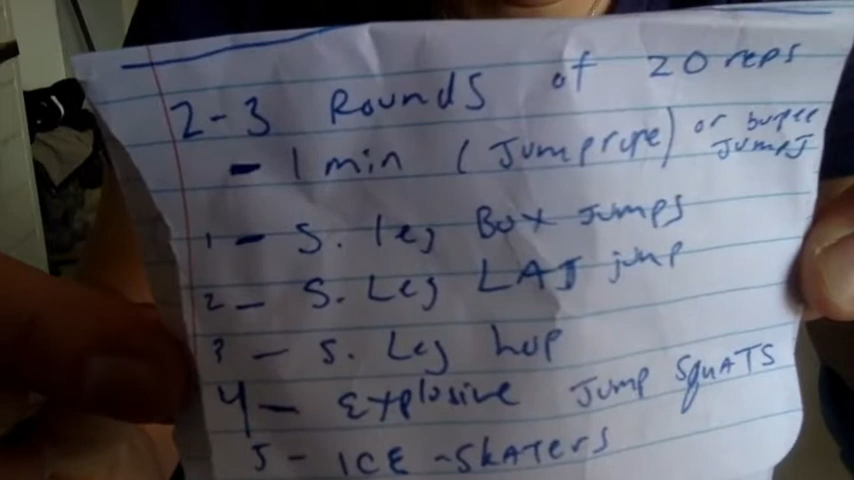 2-3 Rounds of 20 reps
- 1 min (Jumprope) or burpee Jumps
1 - S. leg Box Jumps
2 - S. Leg LAT jump
3 - S. Leg hop
4 - Explosive Jump SquATS
5 - ICE-SkATers